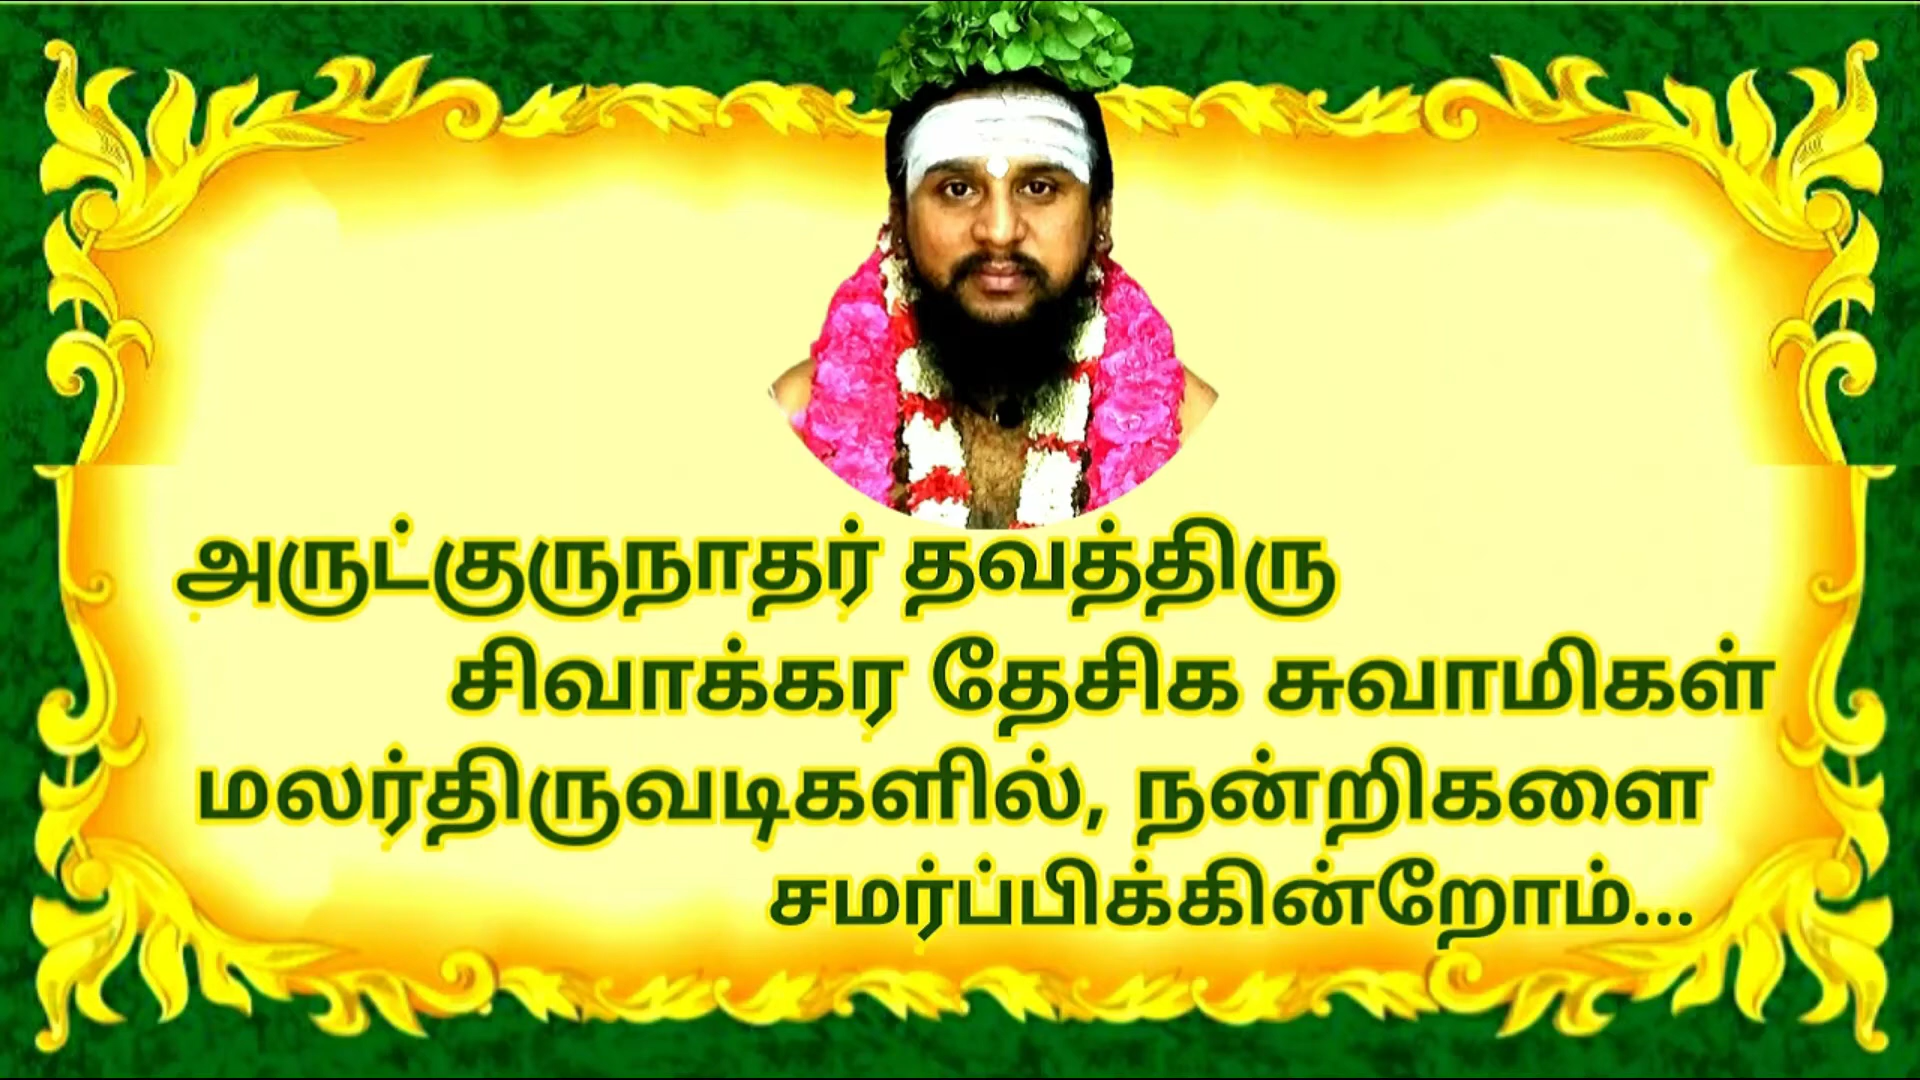 அருட்குருநாதர் தவத்திரு
சிவாக்கர தேசிக சுவாமிகள்
மலர்திருவடிகளில், நன்றிகளை
சமர்ப்பிக்கின்றோம்...